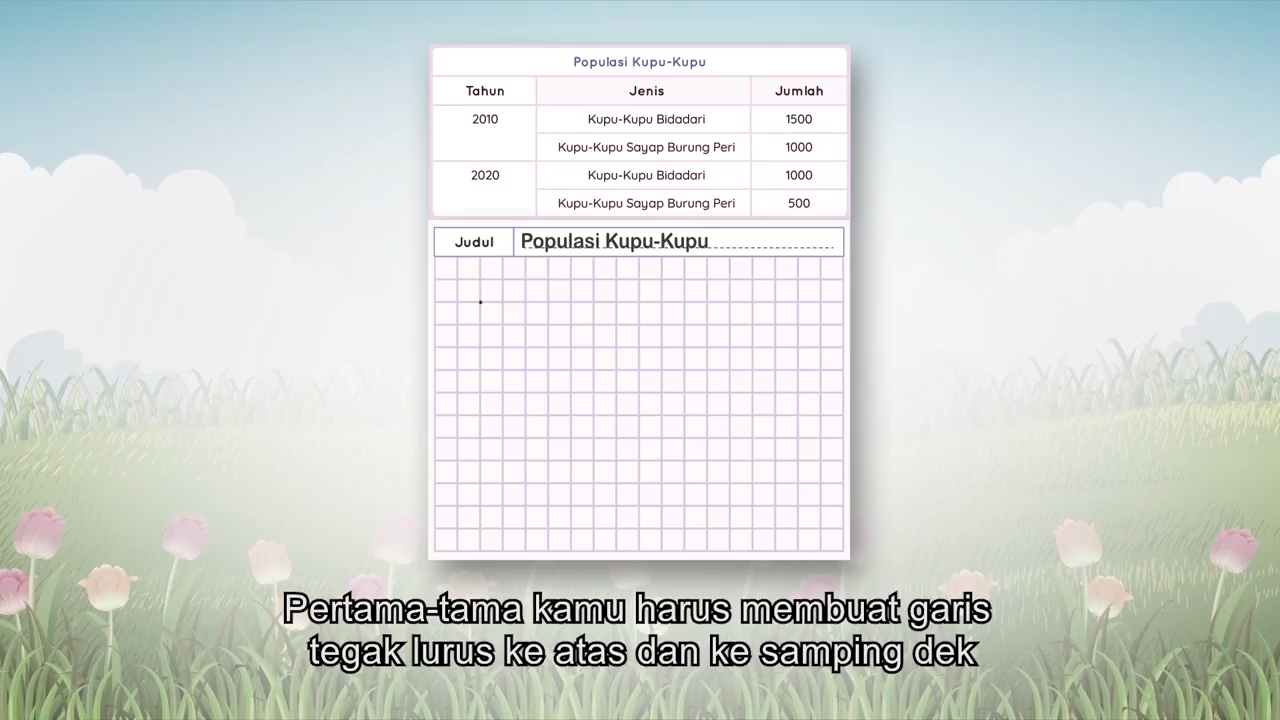 Populasi Kupu-Kupu
Tahun Jenis Jumlah
2010 Kupu-Kupu Bidadari 1500
Kupu-Kupu Sayap Burung Peri 1000
2020 Kupu-Kupu Bidadari 1000
Kupu-Kupu Sayap Burung Peri 500
Judul Populasi Kupu-Kupu
Pertama-tama kamu harus membuat garis
tegak lurus ke atas dan ke samping dek